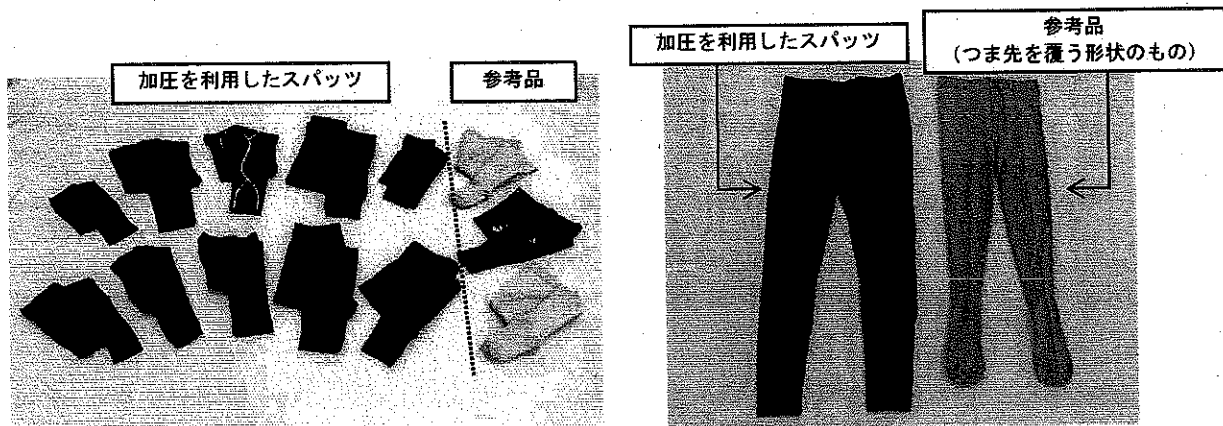 加圧を利用したスパッツ
参考品
加圧を利用したスパッツ
参考品
(つま先を覆う形状のもの)